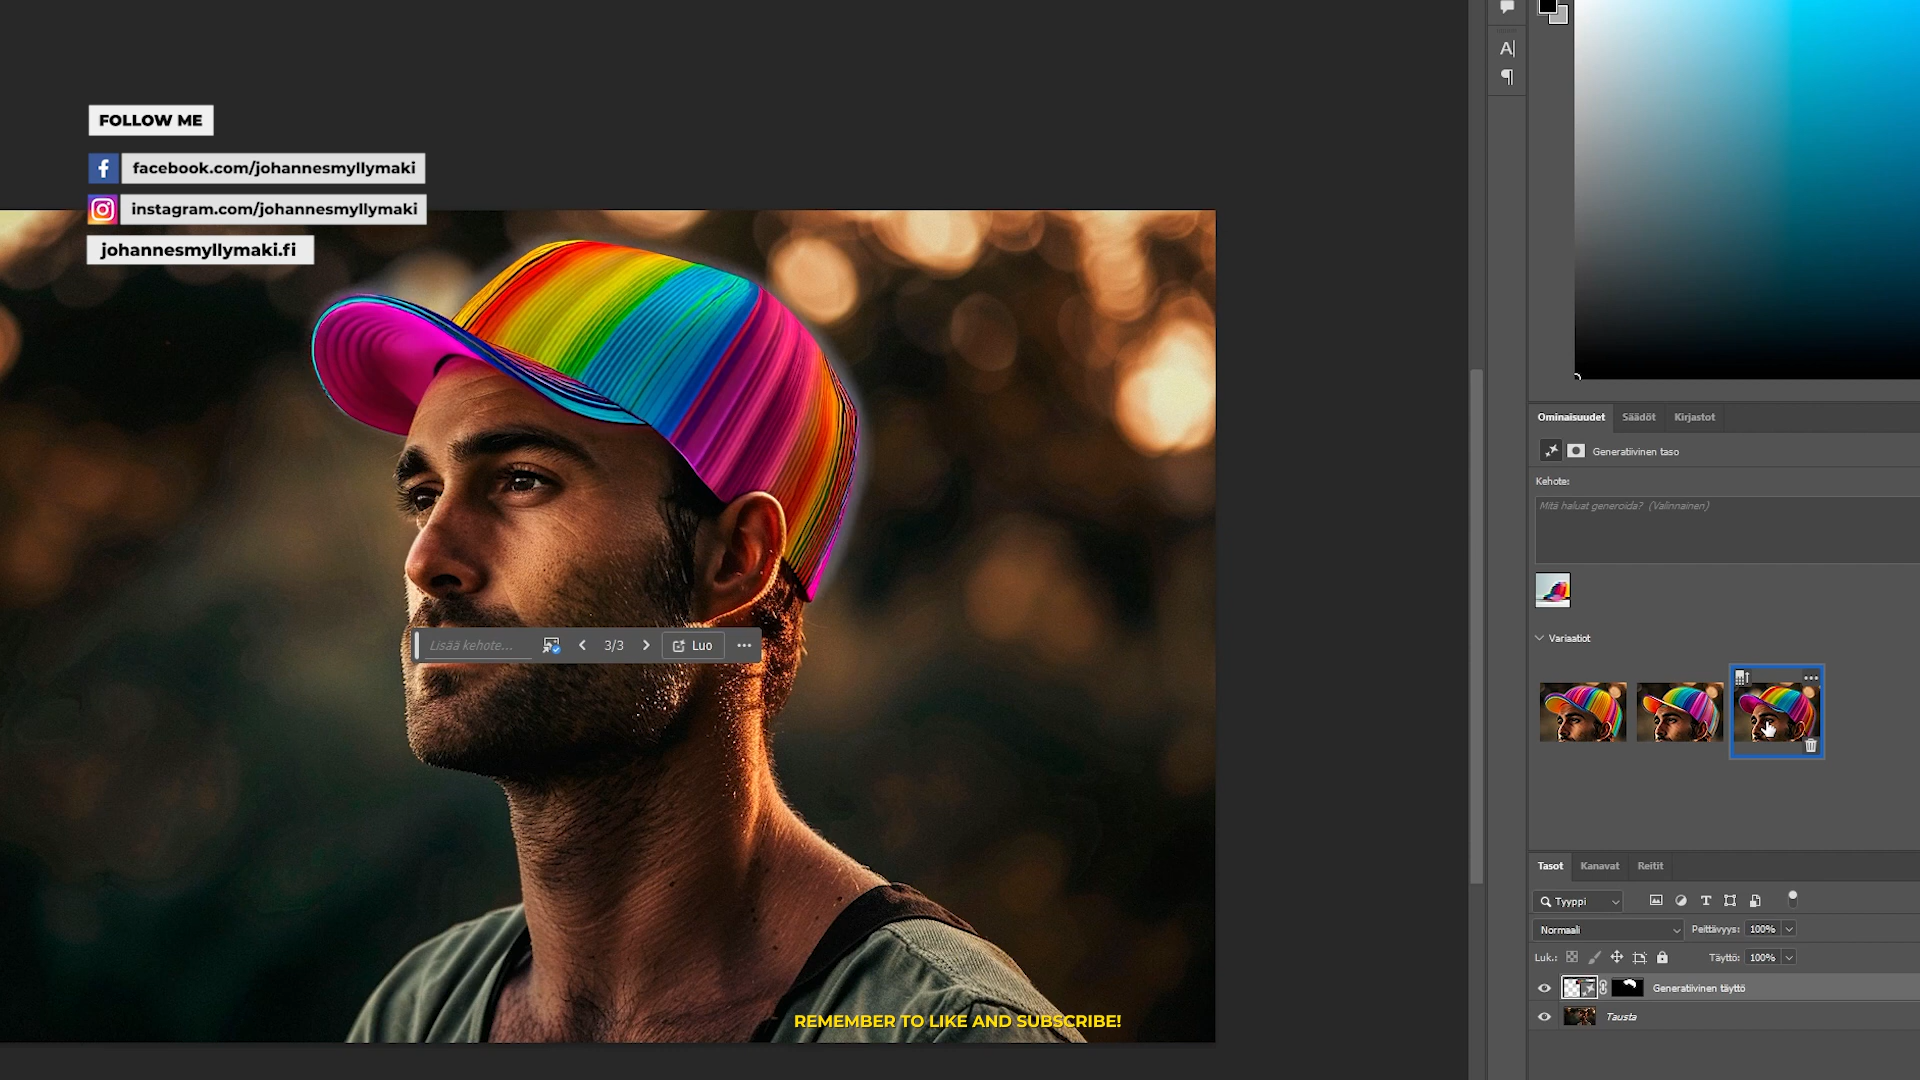 FOLLOW ME
facebook.com/johannesmyllymaki
instagram.com/johannesmyllymaki
johannesmyllymaki.fi
Lisää kehote...
3/3
Luo
REMEMBER TO LIKE AND SUBSCRIBE!
Ominaisuudet Säädöt Kirjastot
Generatiivinen taso
Kehote:
Mitä haluat generoida? (Valinnainen)
Variaatiot
Tasot Kanavat Reitit
Tyyppi
Normaali Peittävyys: 100%
Luk.: Täyttö: 100%
Generatiivinen täyttö
Tausta